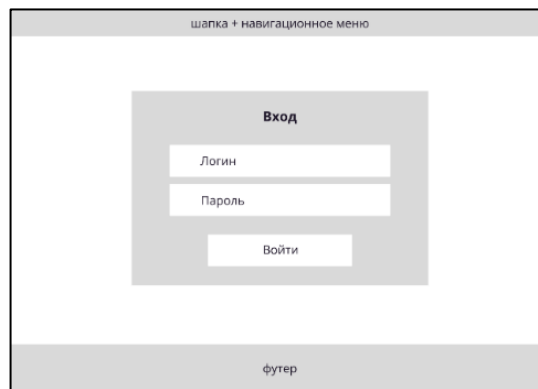 шапка + навигационное меню
Вход
Логин
Пароль
Войти
футер